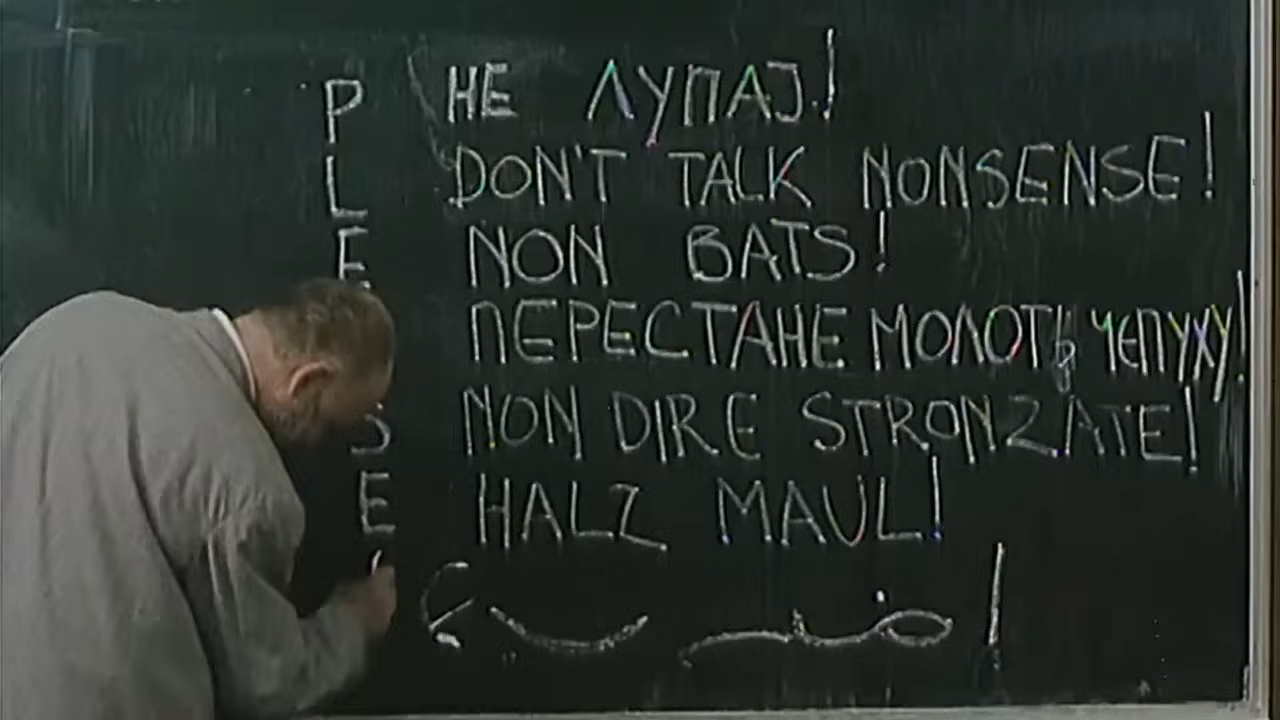 P НЕ ЛУПАЈ!
L DON'T TALK NONSENSE!
E NON BATS!
ПЕРЕСТАНЕ МОЛОТЬ ЧЕПУХУ!
S NON DIRE STRONZATE!
E HALZ MAUL!